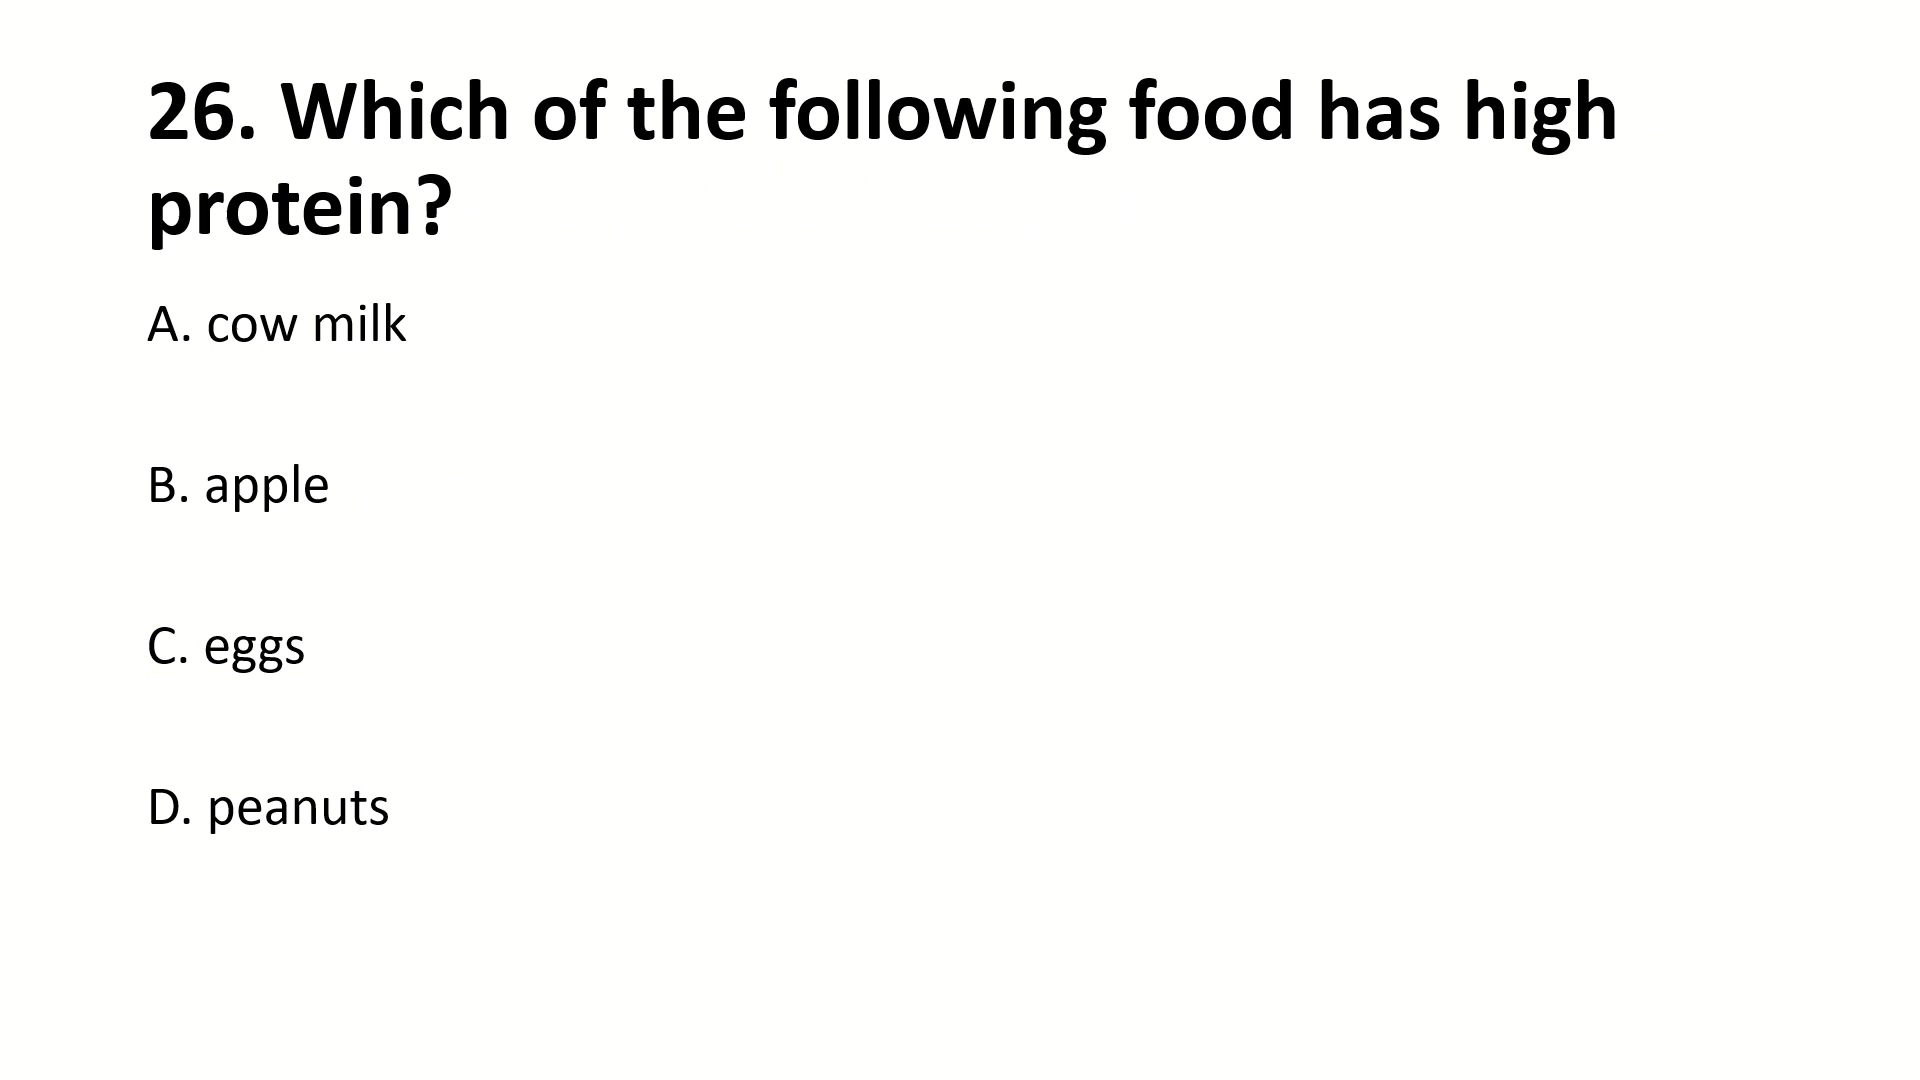 26. Which of the following food has high
protein?
A. cow milk
B. apple
C. eggs
D. peanuts